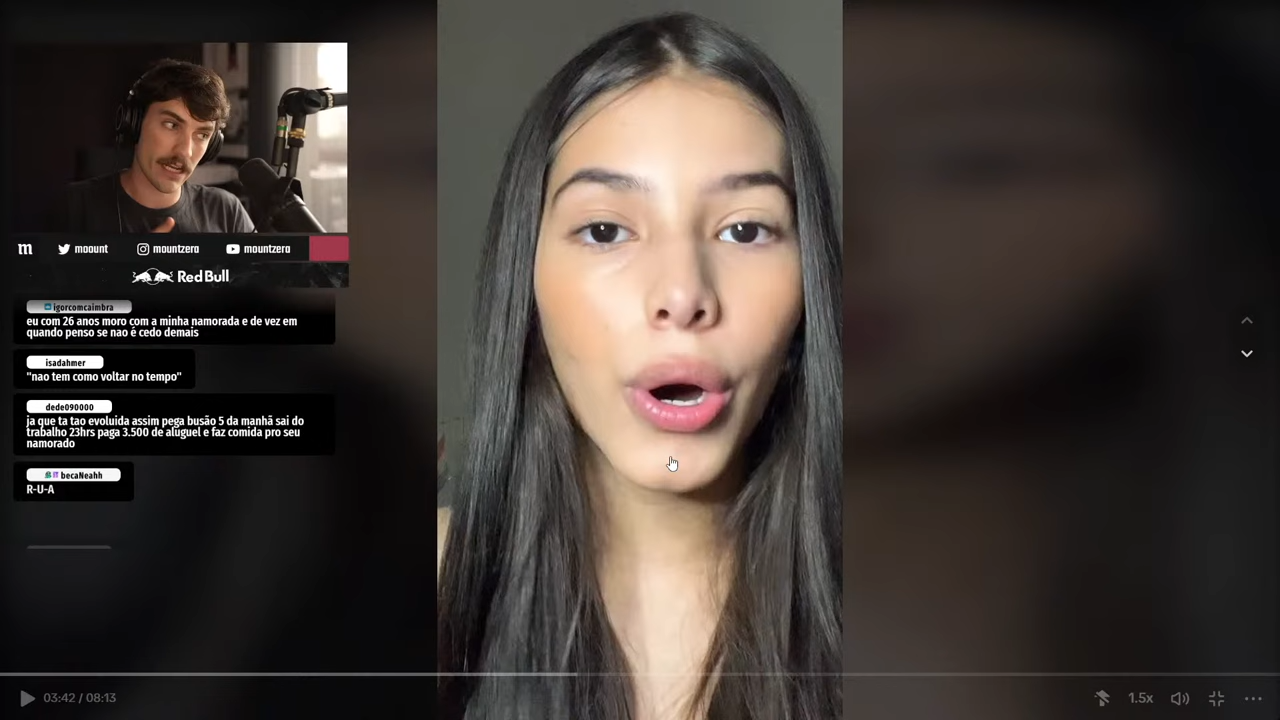 m maount mountzera mountzera
Red Bull
igorcomcaimbra
eu com 26 anos moro com a minha namorada e de vez em
quando penso se nao é cedo demais
isadahmer
"nao tem como voltar no tempo"
dede090000
ja que ta tao evoluida assim pega busão 5 da manhã sai do
trabalho 23hrs paga 3.500 de aluguel e faz comida pro seu
namorado
becaNeahh
R-U-A
03:42 / 08:13
1.5x